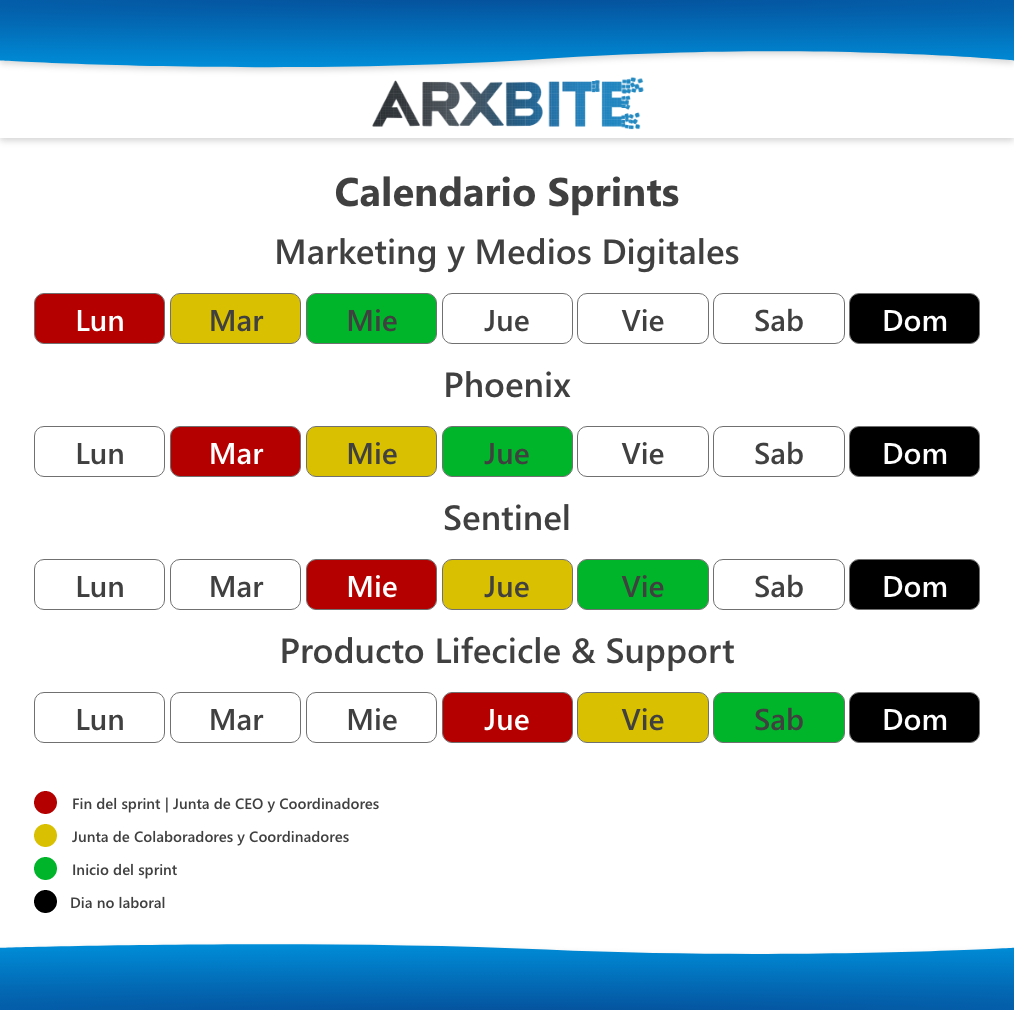 ARXBITE
Calendario Sprints
Marketing y Medios Digitales
Lun Mar Mie Jue Vie Sab Dom
Phoenix
Lun Mar Mie Jue Vie Sab Dom
Sentinel
Lun Mar Mie Jue Vie Sab Dom
Producto Lifecicle & Support
Lun Mar Mie Jue Vie Sab Dom
Fin del sprint | Junta de CEO y Coordinadores
Junta de Colaboradores y Coordinadores
Inicio del sprint
Dia no laboral